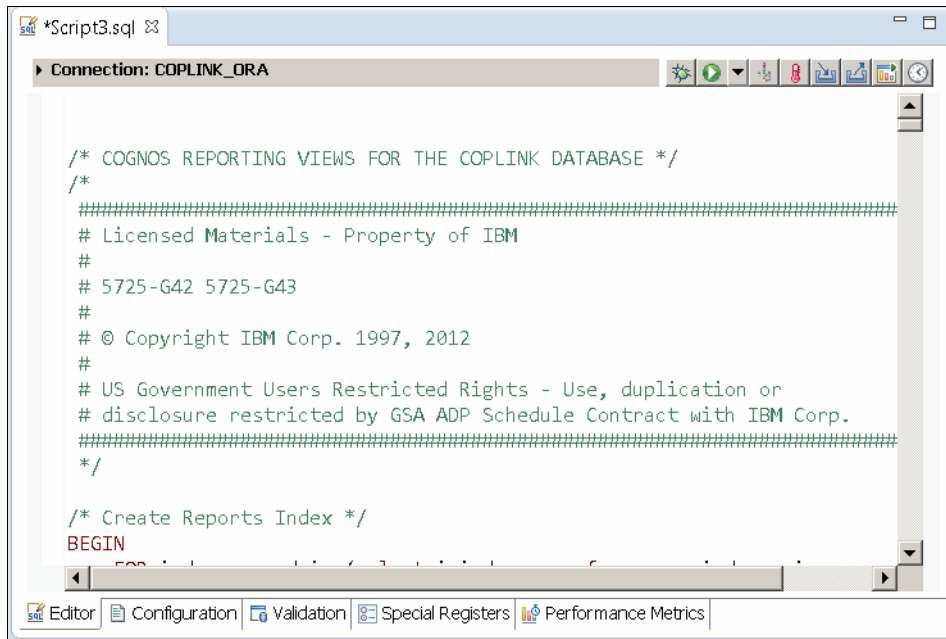 *Script3.sql
Connection: COPLINK_ORA
/* COGNOS REPORTING VIEWS FOR THE COPLINK DATABASE */
/*
################################################################################
# Licensed Materials - Property of IBM
#
# 5725-G42 5725-G43
#
# © Copyright IBM Corp. 1997, 2012
#
# US Government Users Restricted Rights - Use, duplication or
# disclosure restricted by GSA ADP Schedule Contract with IBM Corp.
################################################################################
*/
/* Create Reports Index */
BEGIN
Editor Configuration Validation Special Registers Performance Metrics